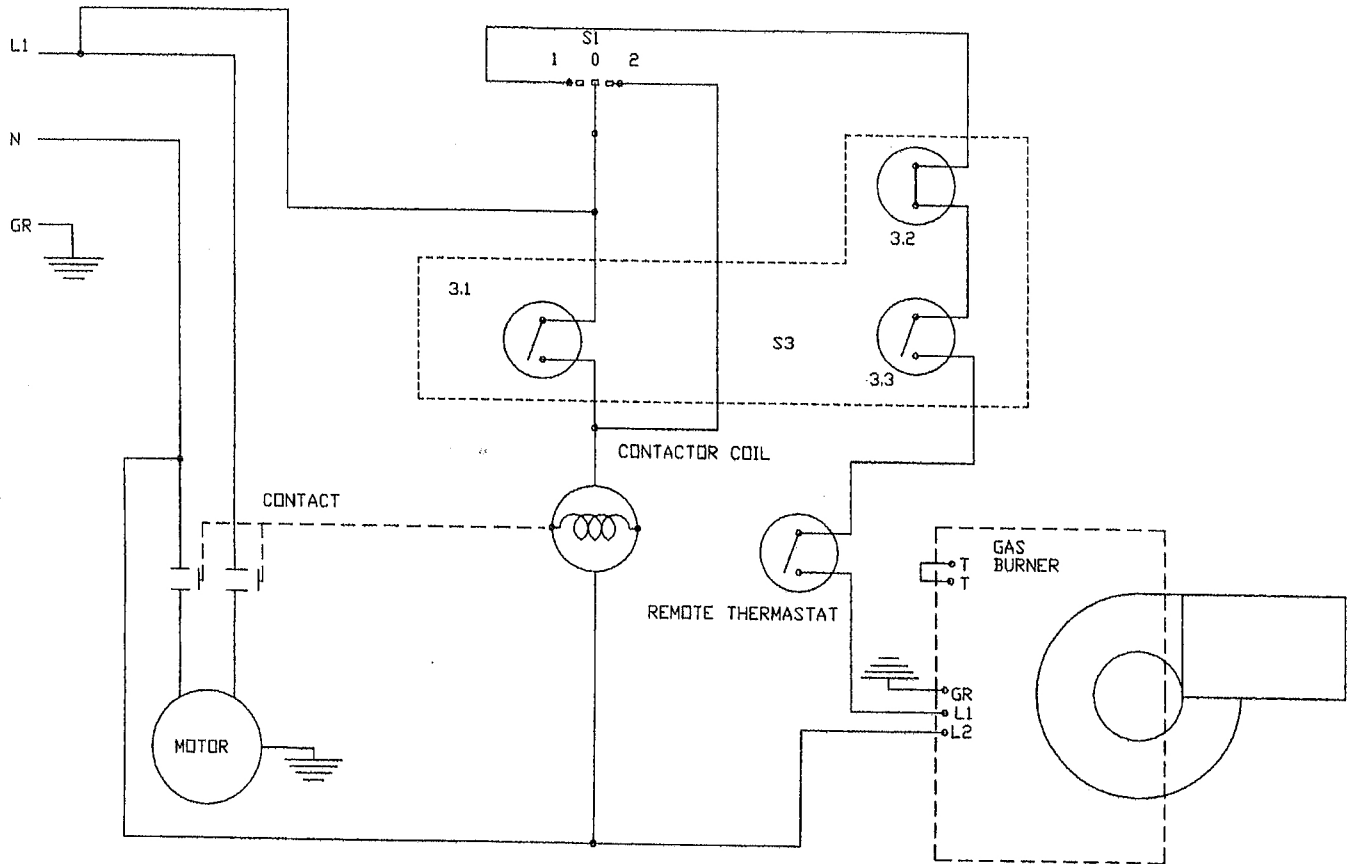 L1
S1
1 0 2
N
GR
3.2
3.1
S3
3.3
CONTACTOR COIL
CONTACT
GAS
BURNER
T
T
REMOTE THERMASTAT
GR
L1
L2
MOTOR